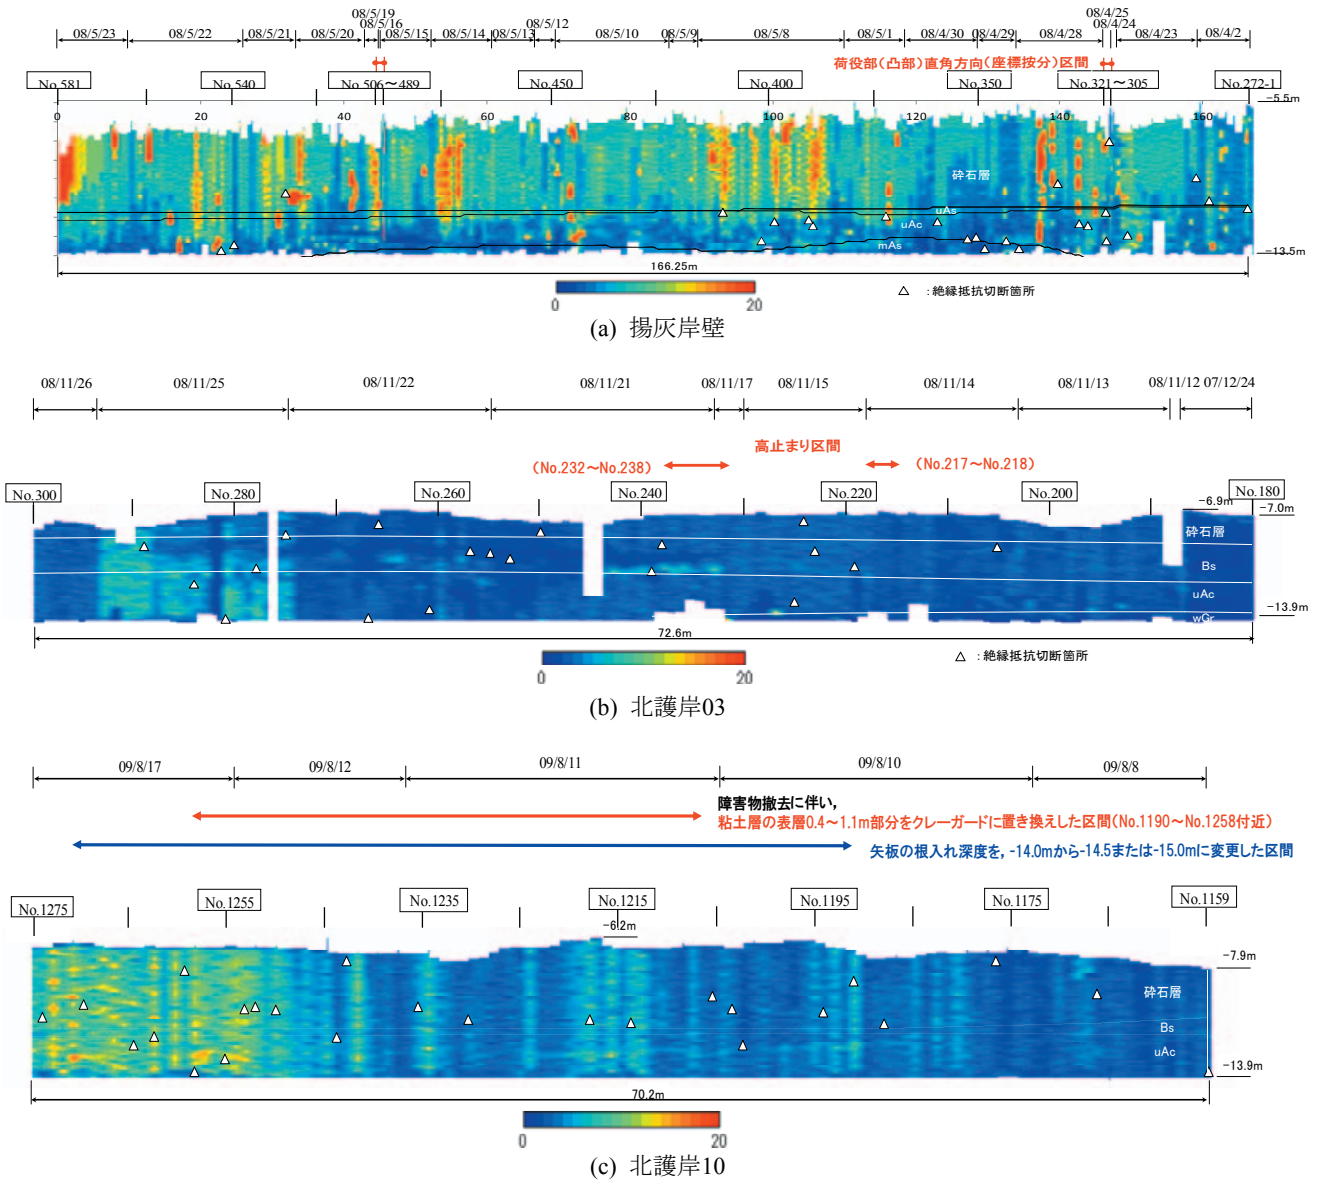 08/5/19
08/5/16
08/5/12
08/4/25
08/4/24
08/5/23 08/5/22 08/5/21 08/5/20 08/5/15 08/5/14 08/5/13 08/5/10 08/5/9 08/5/8 08/5/1 08/4/30 08/4/29 08/4/28 08/4/23 08/4/2
荷役部(凸部)直角方向(座標按分)区間
No.581 No.540 No.506～489 No.450 No.400 No.350 No.321～305 No.272-1
-5.5m
0 20 40 60 80 100 120 140 160
砕石層
uAs
uAc
mAs
-13.5m
166.25m
0 20
△ :絶縁抵抗切断箇所
(a) 揚灰岸壁
08/11/26 08/11/25 08/11/22 08/11/21 08/11/17 08/11/15 08/11/14 08/11/13 08/11/12 07/12/24
高止まり区間
(No.232～No.238) (No.217～No.218)
No.300 No.280 No.260 No.240 No.220 No.200 No.180
-6.9m
-7.0m
砕石層
Bs
uAc
wGr
-13.9m
72.6m
0 20
△ :絶縁抵抗切断箇所
(b) 北護岸03
09/8/17 09/8/12 09/8/11 09/8/10 09/8/8
障害物撤去に伴い,
粘土層の表層0.4～1.1m部分をクレーガードに置き換えした区間(No.1190～No.1258付近)
矢板の根入れ深度を, -14.0mから-14.5または-15.0mに変更した区間
No.1275 No.1255 No.1235 No.1215 No.1195 No.1175 No.1159
-6.2m
-7.9m
砕石層
Bs
uAc
-13.9m
70.2m
0 20
(c) 北護岸10